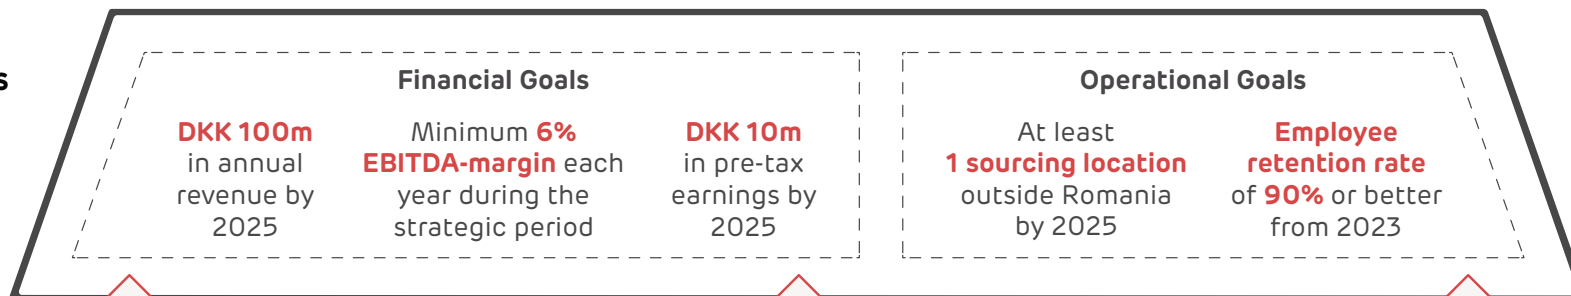 s
Financial Goals
DKK 100m
in annual
revenue by
2025
Minimum 6%
EBITDA-margin each
year during the
strategic period
DKK 10m
in pre-tax
earnings by
2025
Operational Goals
At least
1 sourcing location
outside Romania
by 2025
Employee
retention rate
of 90% or better
from 2023